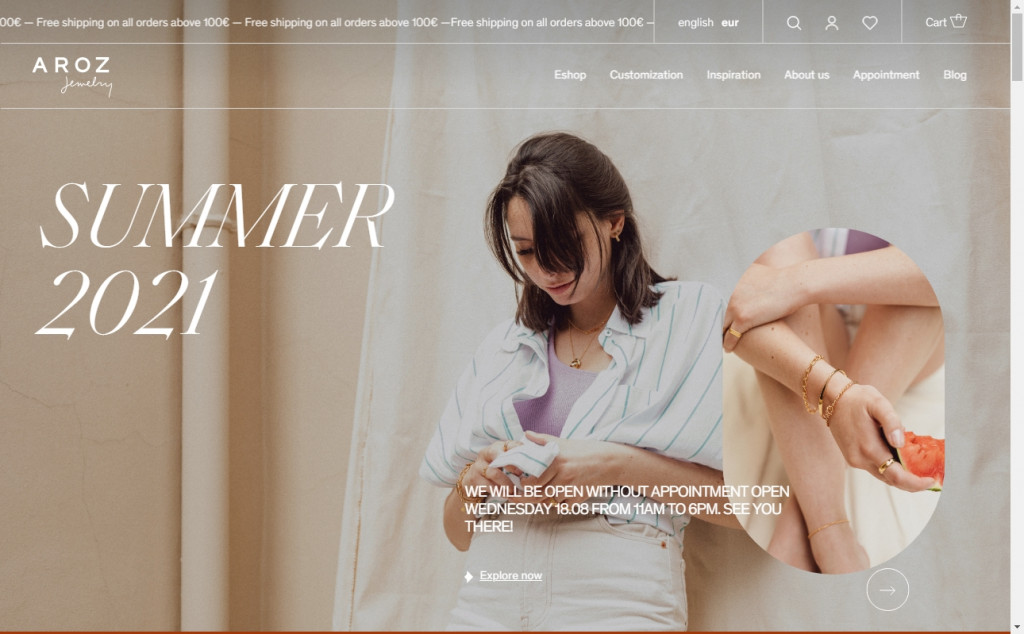 00€ — Free shipping on all orders above 100€ — Free shipping on all orders above 100€ —Free shipping on all orders above 100€ —
english eur
Cart
AROZ
Jewelry
Eshop Customization Inspiration About us Appointment Blog
SUMMER
2021
WE WILL BE OPEN WITHOUT APPOINTMENT OPEN
WEDNESDAY 18.08 FROM 11AM TO 6PM. SEE YOU
THERE!
Explore now